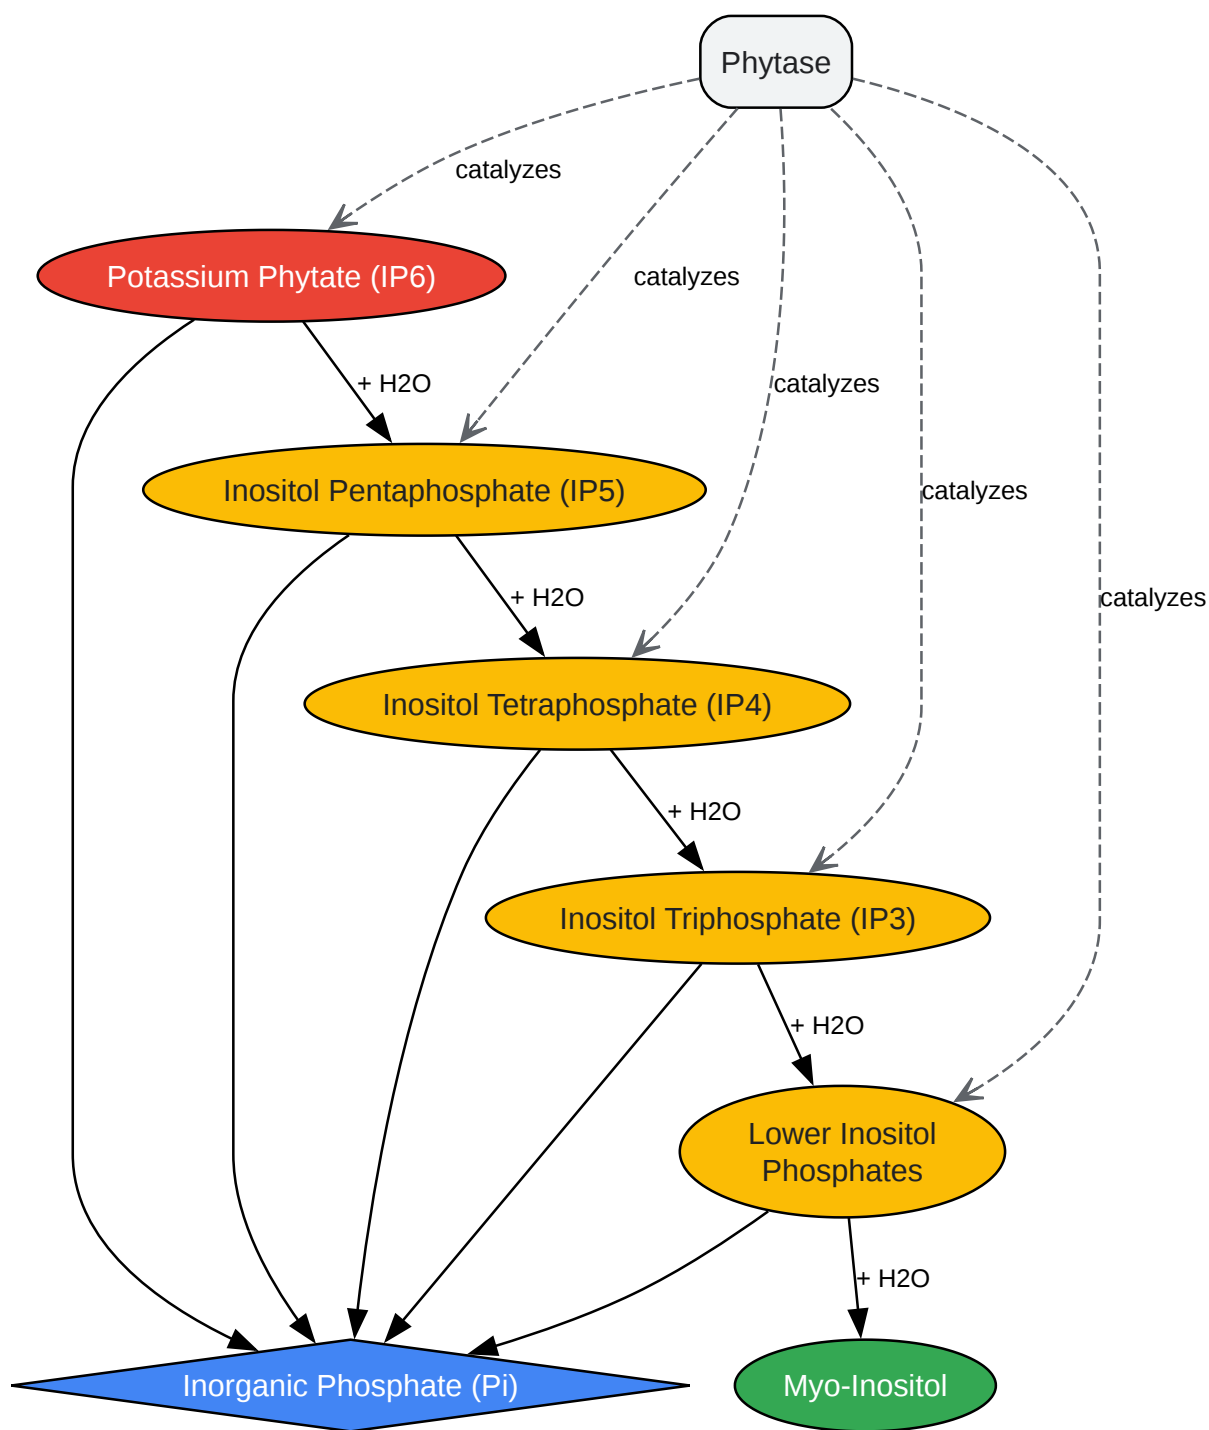 Phytase
catalyzes
Potassium Phytate (IP6)
catalyzes
+ H2O
catalyzes
Inositol Pentaphosphate (IP5)
catalyzes
+ H2O
catalyzes
Inositol Tetraphosphate (IP4)
+ H2O
Inositol Triphosphate (IP3)
+ H2O
Lower Inositol
Phosphates
+ H2O
Inorganic Phosphate (Pi)
Myo-Inositol